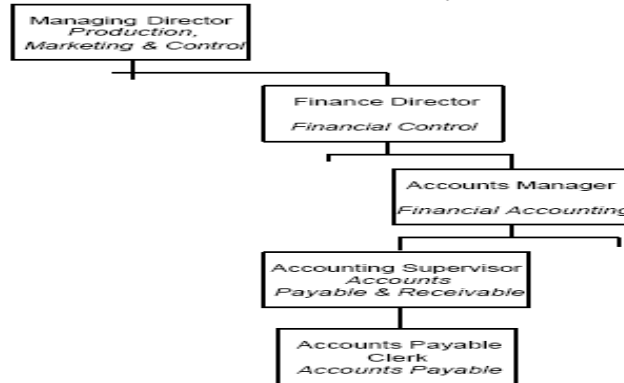 Managing Director
Production,
Marketing & Control
Finance Director
Financial Control
Accounts Manager
Financial Accounting
Accounting Supervisor
Accounts
Payable & Receivable
Accounts Payable
Clerk
Accounts Payable